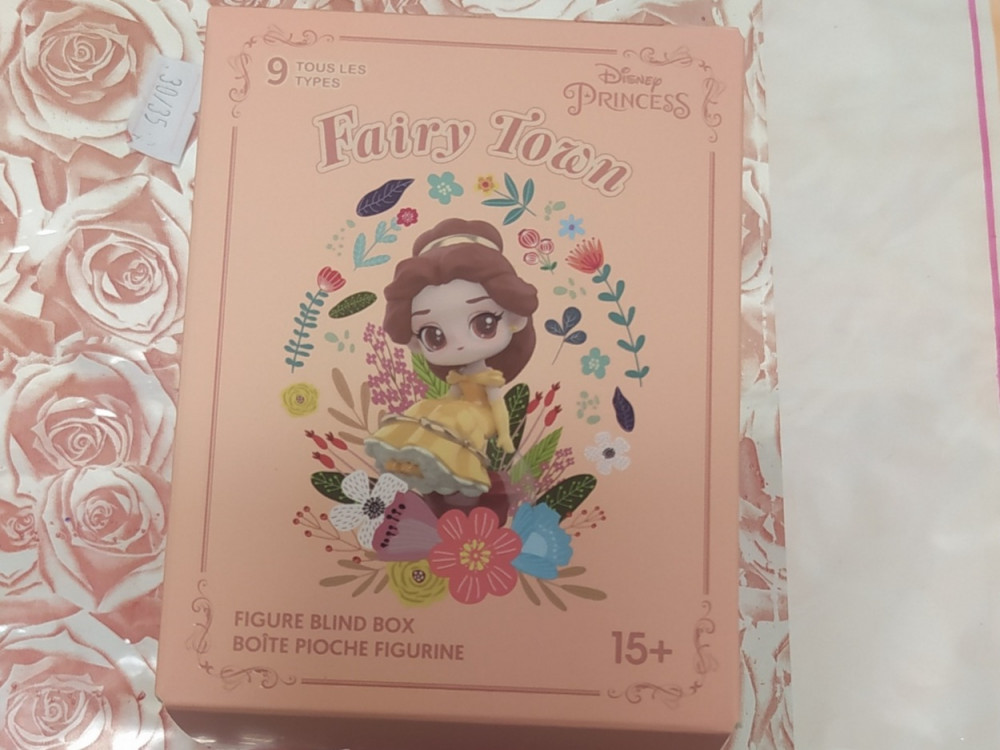 30/35
9 TOUS LES
TYPES
Disney
PRINCESS
Fairy Town
FIGURE BLIND BOX
BOÎTE PIOCHE FIGURINE
15+